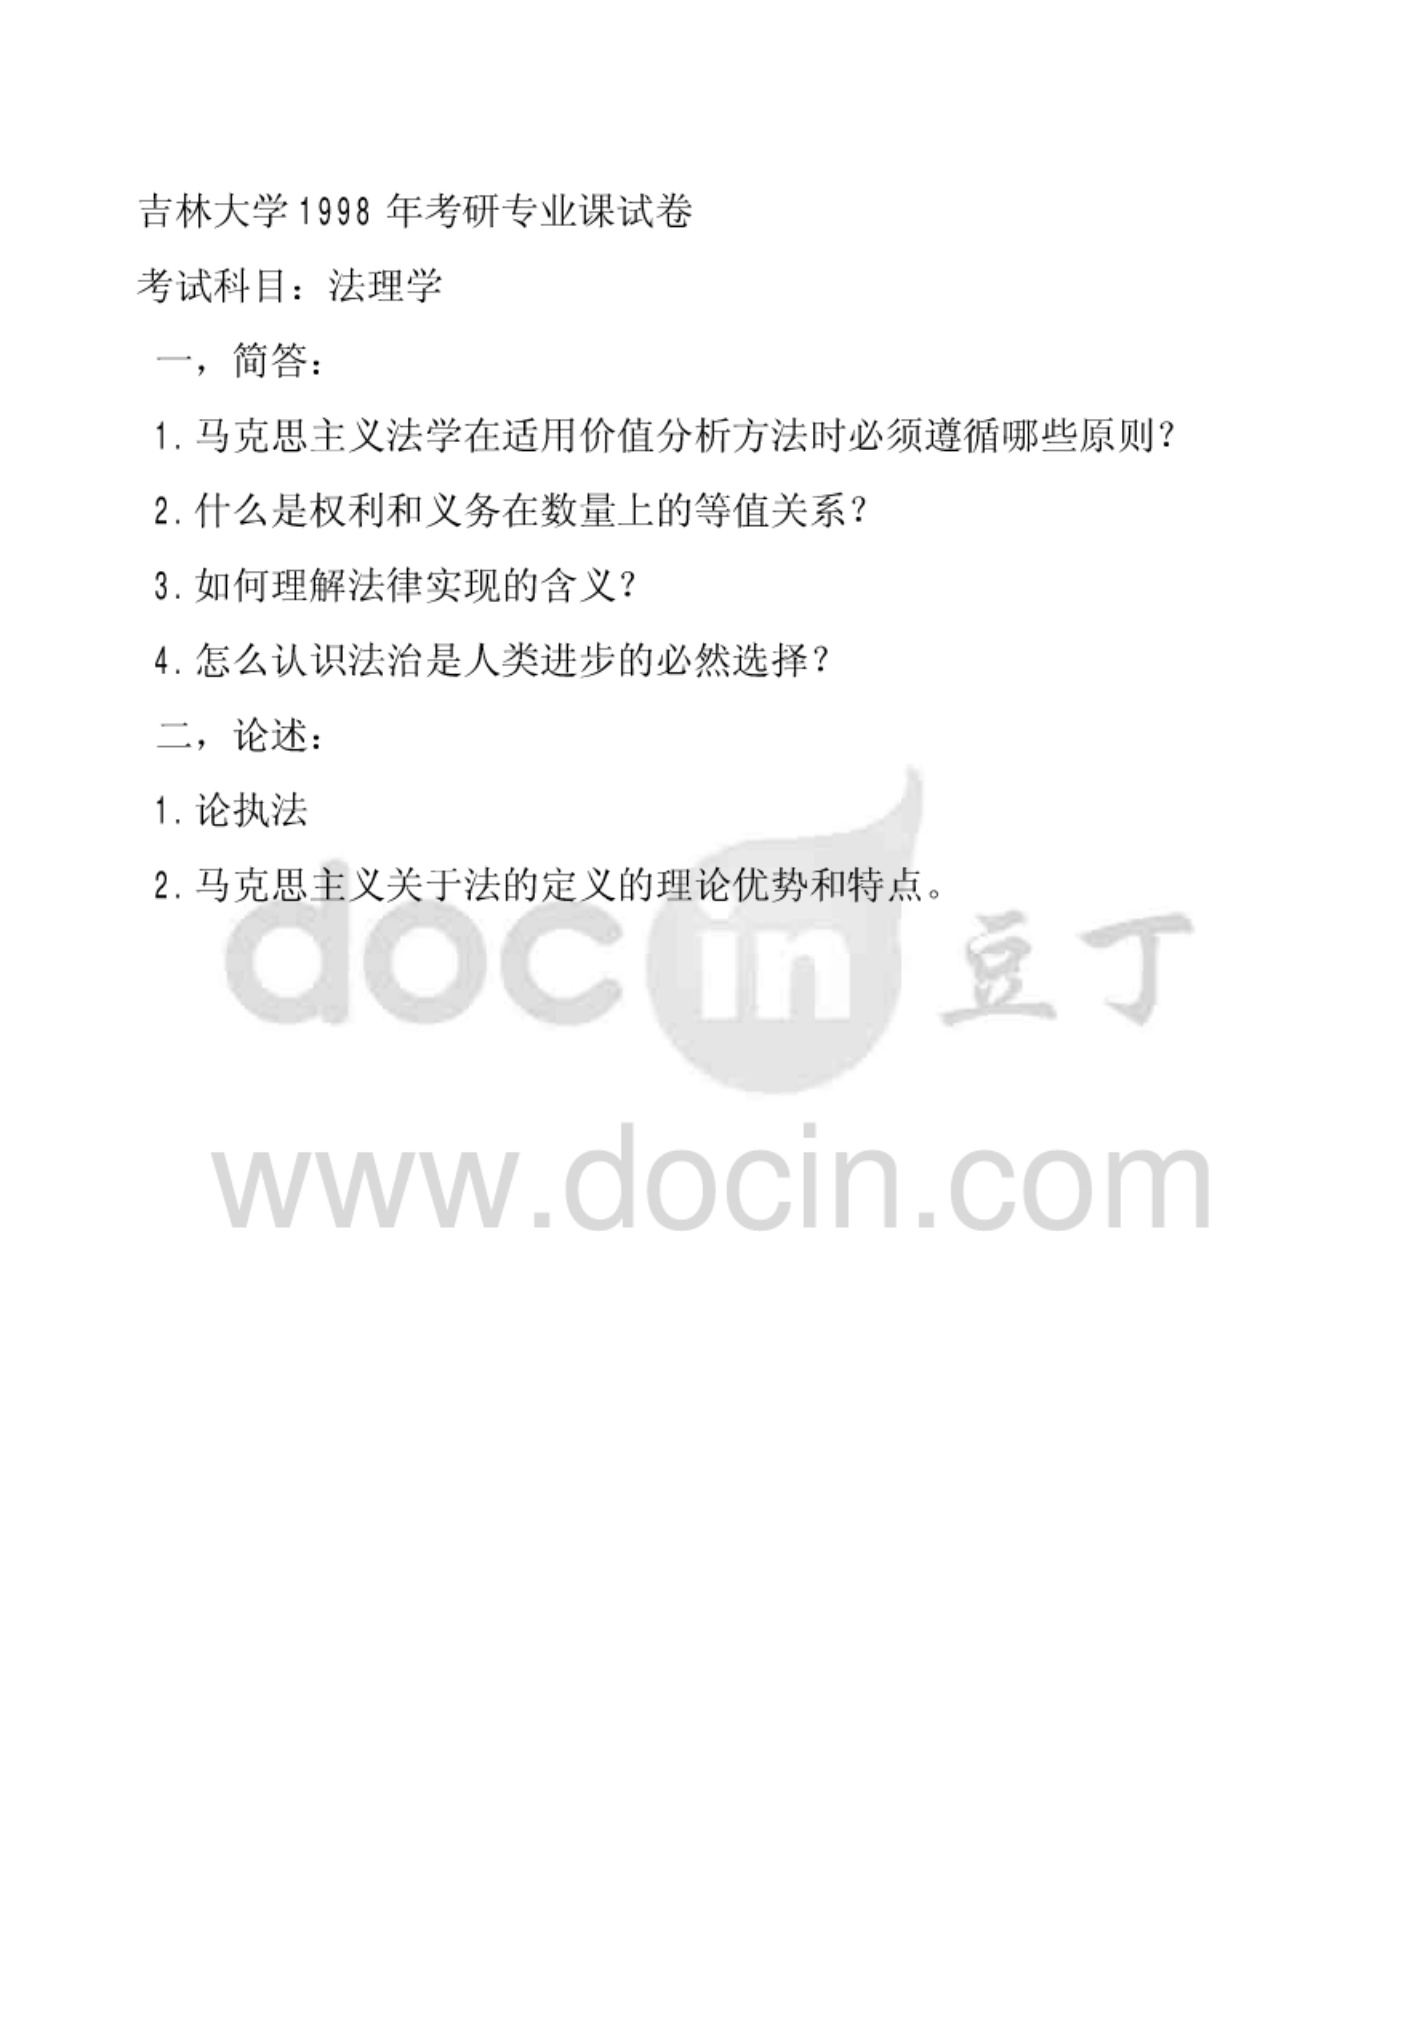 吉林大学1998 年考研专业课试卷
考试科目：法理学
一，简答：
1.马克思主义法学在适用价值分析方法时必须遵循哪些原则？
2.什么是权利和义务在数量上的等值关系？
3.如何理解法律实现的含义？
4.怎么认识法治是人类进步的必然选择？
二，论述：
1.论执法
2.马克思主义关于法的定义的理论优势和特点。
docin 豆丁
www.docin.com